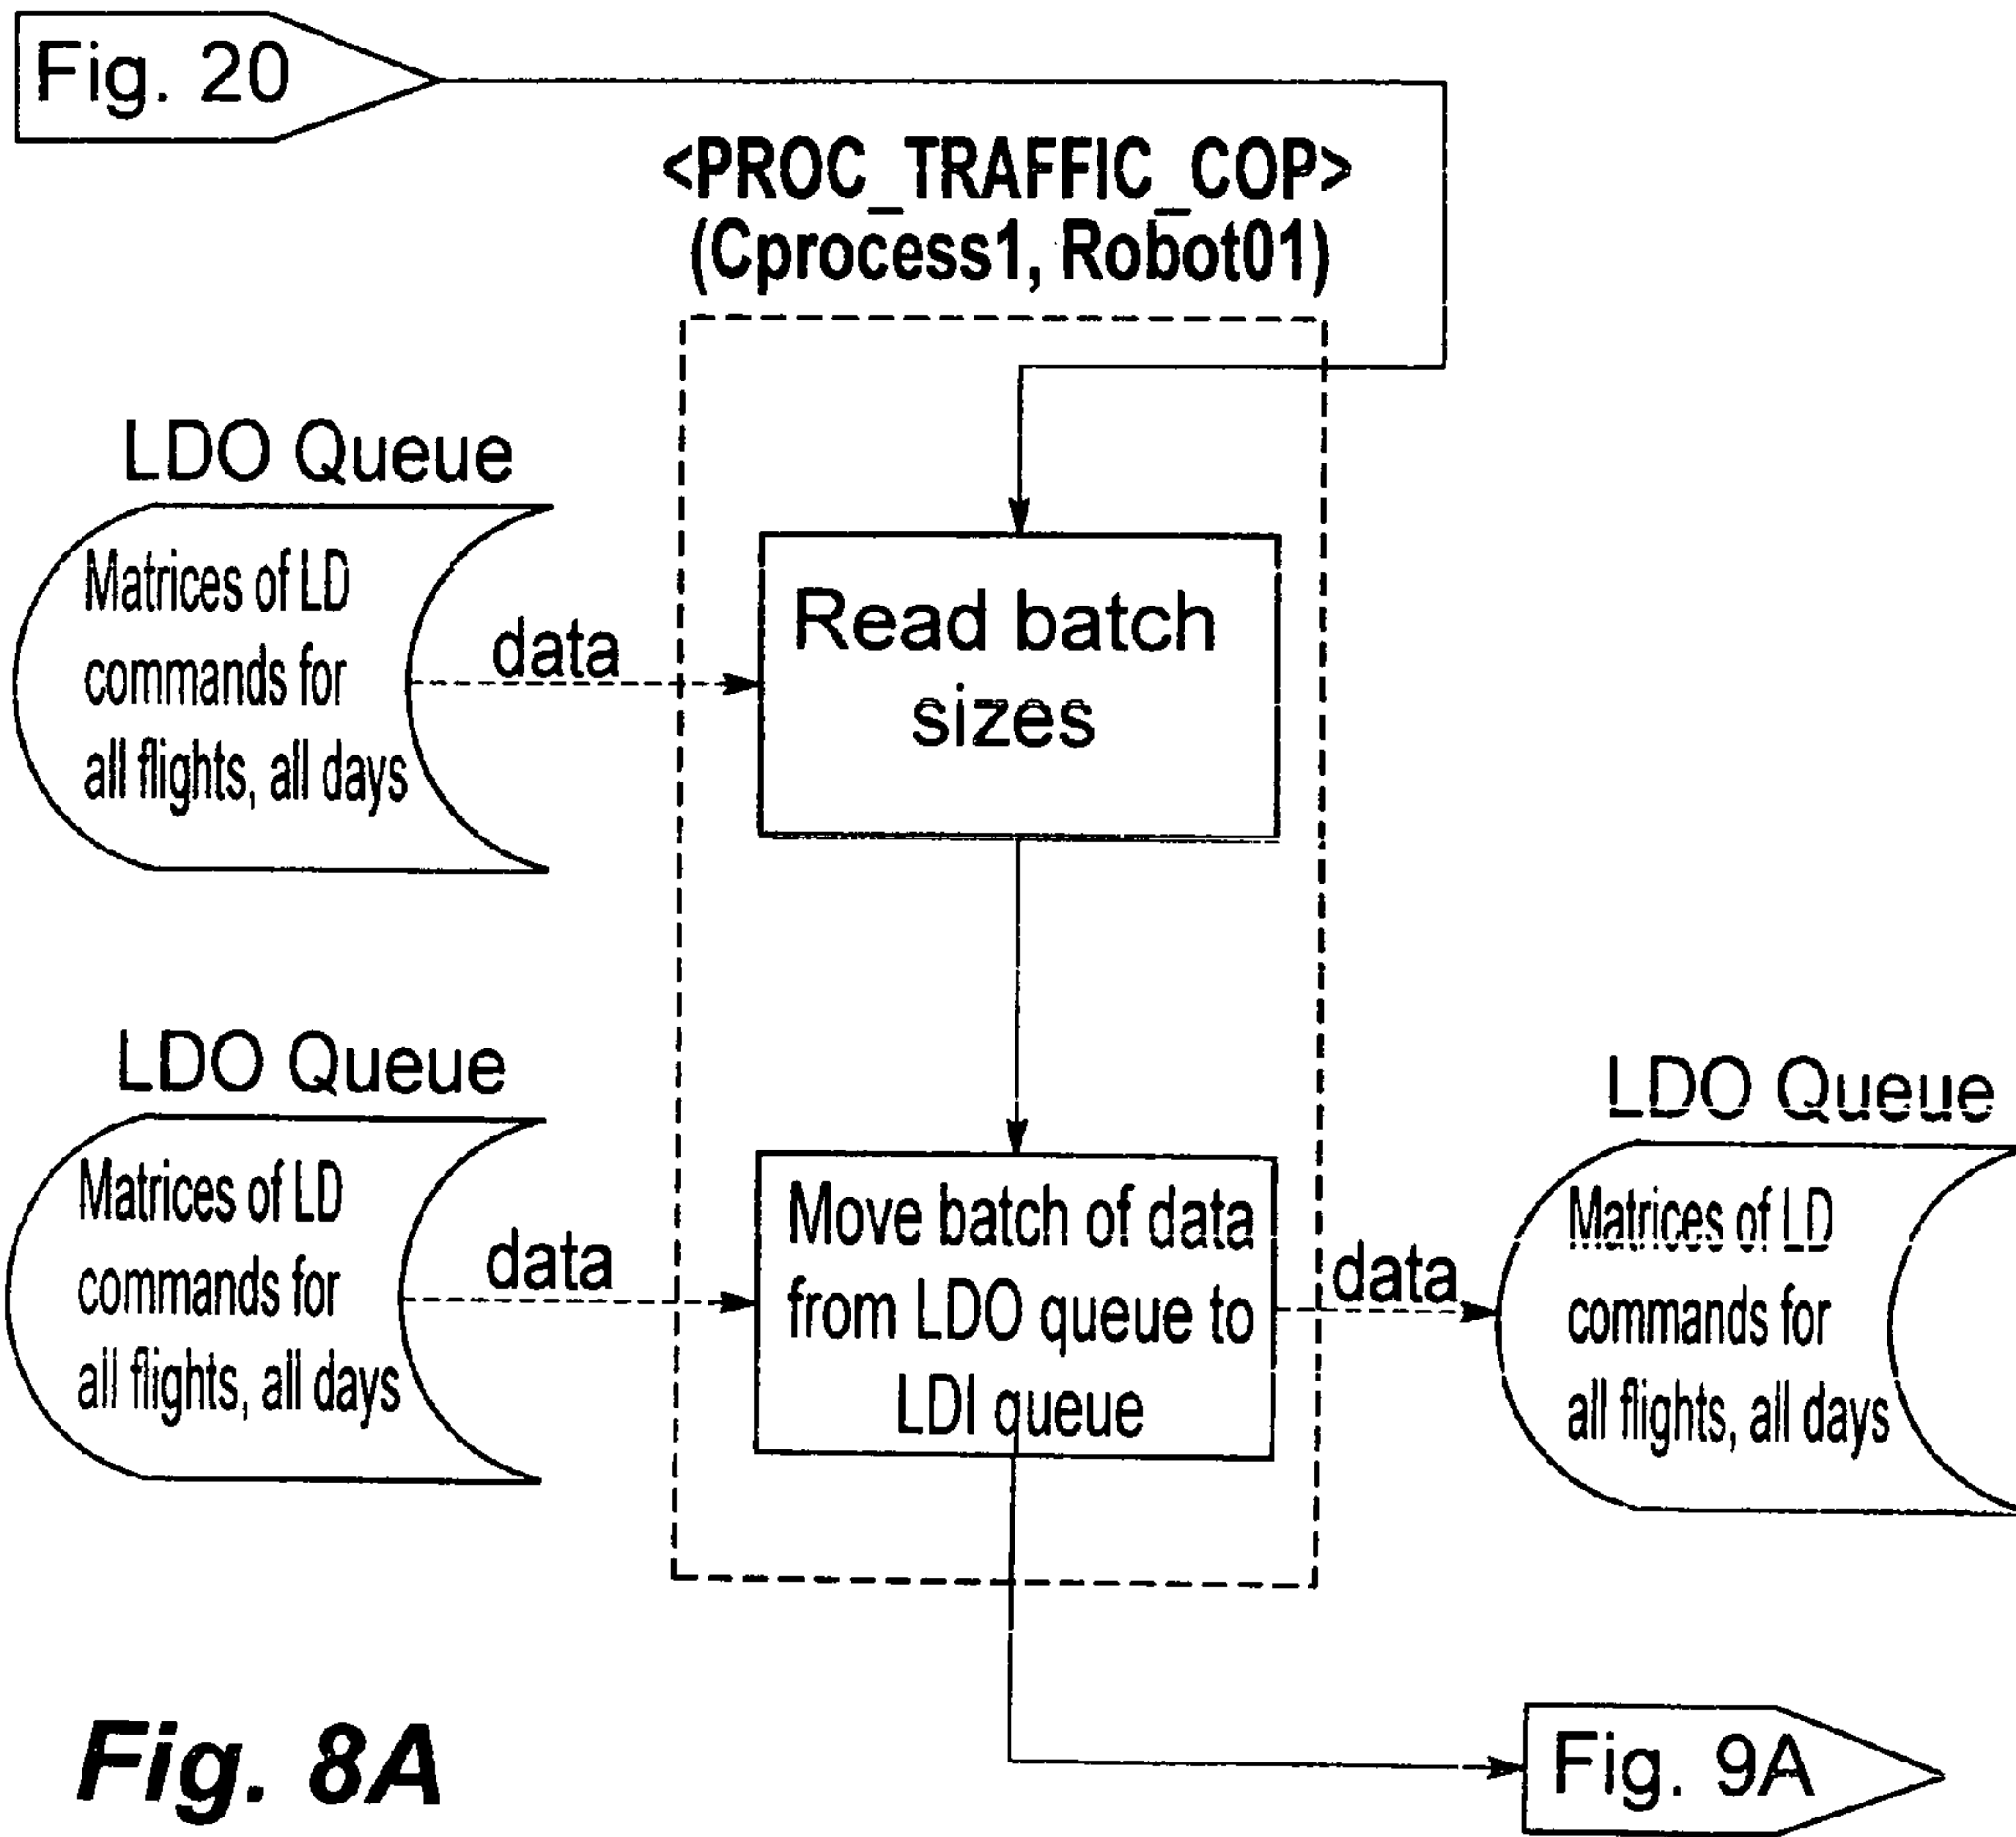 Fig. 20
<PROC_TRAFFIC_COP>
(Cprocess1, Robot01)
LDO Queue
Matrices of LD
commands for
all flights, all days
data
Read batch
sizes
LDO Queue
Matrices of LD
commands for
all flights, all days
data
Move batch of data
from LDO queue to
LDI queue
data
LDO Queue
Matrices of LD
commands for
all flights, all days
Fig. 8A
Fig. 9A